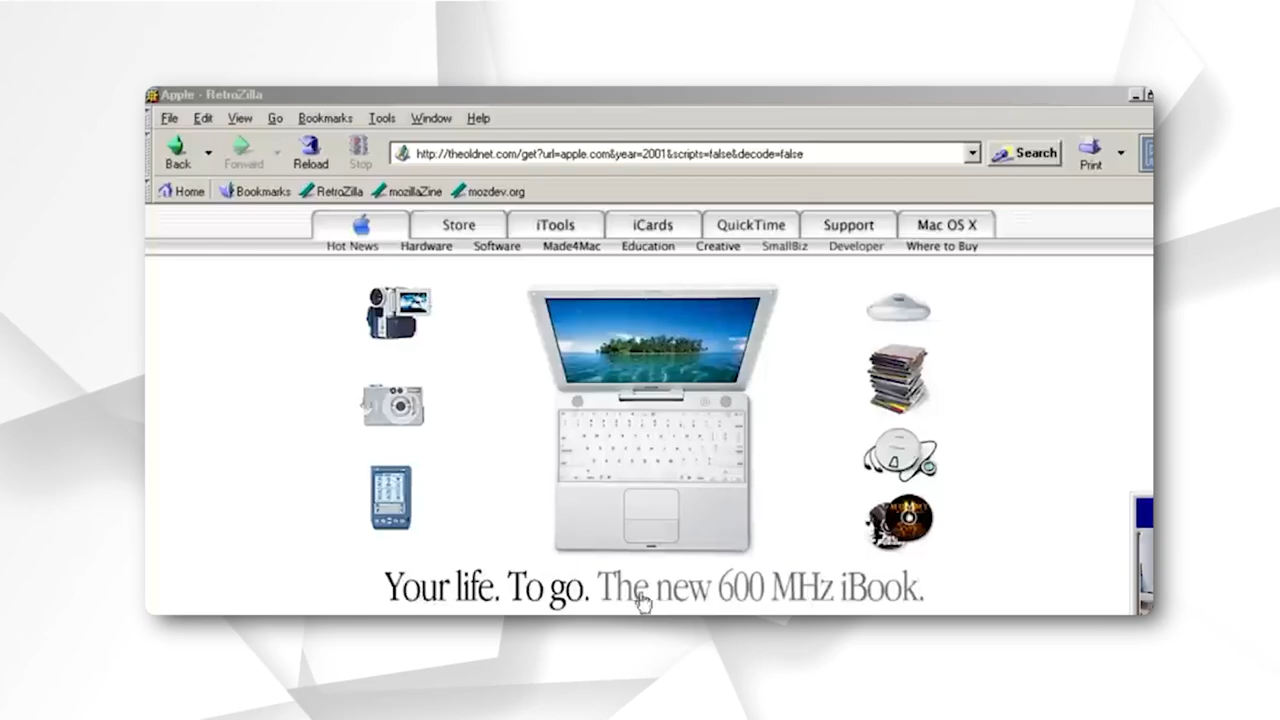 Apple - RetroZilla
File Edit View Go Bookmarks Tools Window Help
Back Forward Reload Stop http://theoldnet.com/get?url=apple.com&year=2001&scripts=false&decode=false Search Print
Home Bookmarks RetroZilla mozillaZine mozdev.org
Store iTools iCards QuickTime Support Mac OS X
Hot News Hardware Software Made4Mac Education Creative SmallBiz Developer Where to Buy
Your life. To go. The new 600 MHz iBook.